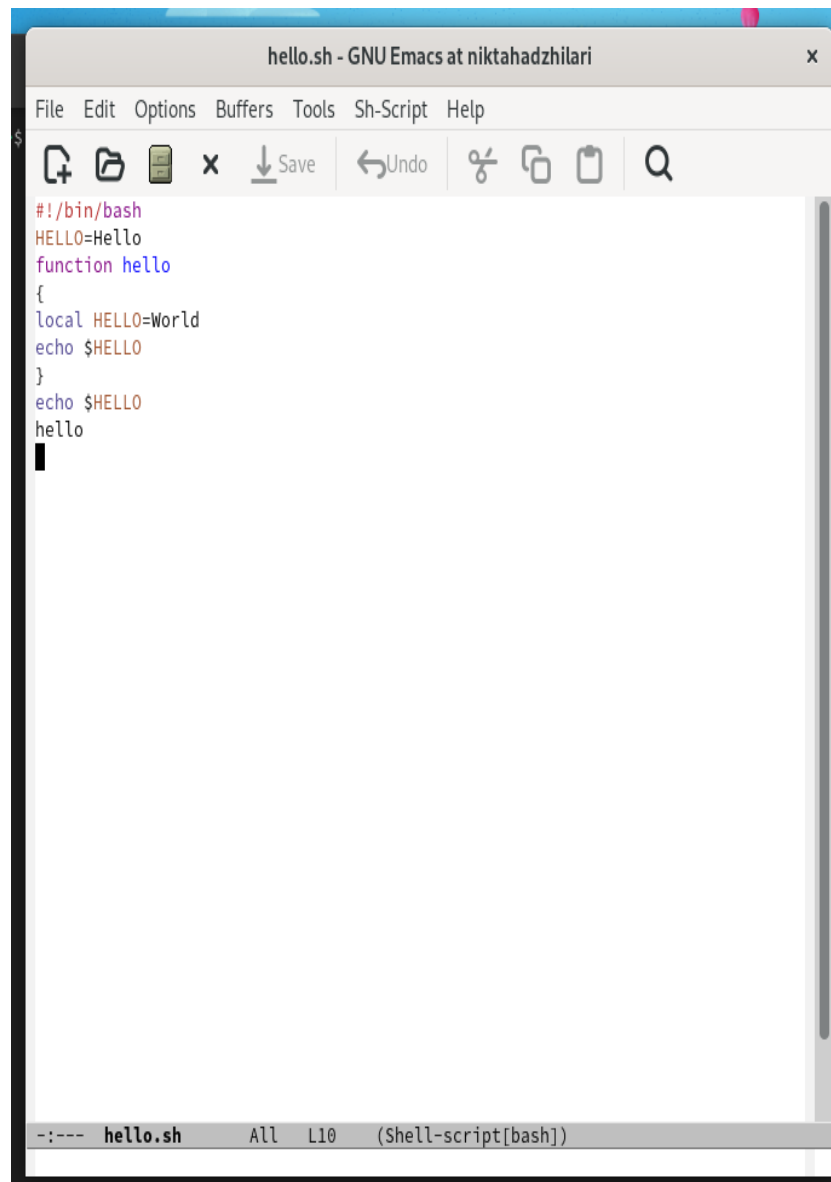 hello.sh - GNU Emacs at niktahadzhilari x
File Edit Options Buffers Tools Sh-Script Help
$
Save Undo
#!/bin/bash
HELLO=Hello
function hello
{
local HELLO=World
echo $HELLO
}
echo $HELLO
hello
-:--- hello.sh All L10 (Shell-script[bash])